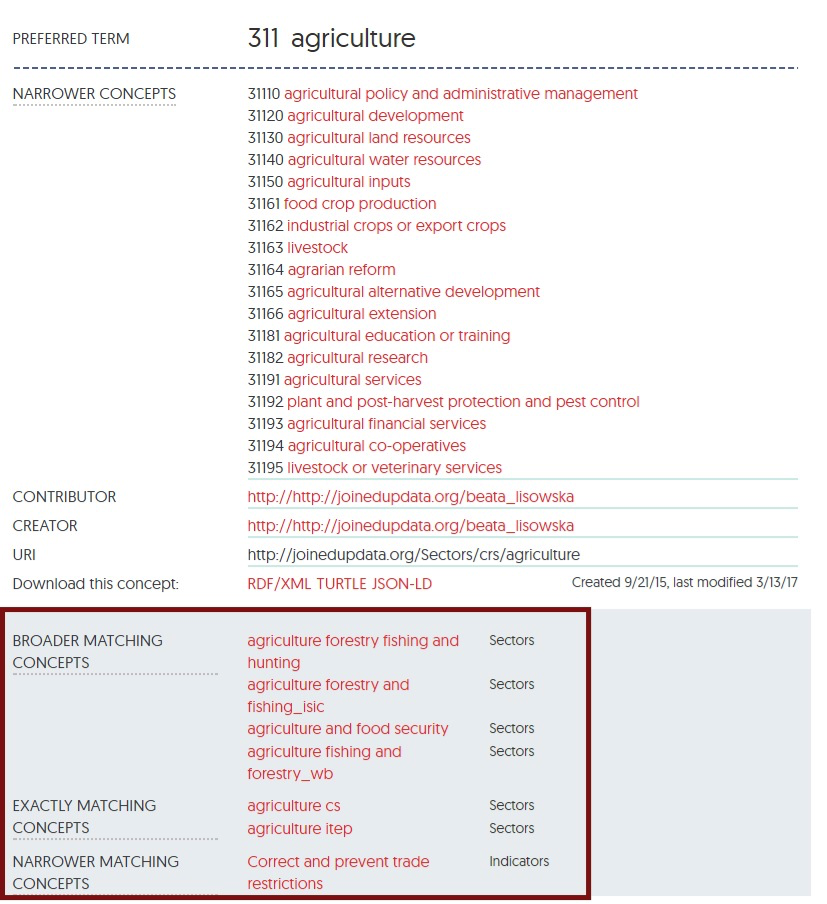 PREFERRED TERM 311 agriculture
NARROWER CONCEPTS 31110 agricultural policy and administrative management
31120 agricultural development
31130 agricultural land resources
31140 agricultural water resources
31150 agricultural inputs
31161 food crop production
31162 industrial crops or export crops
31163 livestock
31164 agrarian reform
31165 agricultural alternative development
31166 agricultural extension
31181 agricultural education or training
31182 agricultural research
31191 agricultural services
31192 plant and post-harvest protection and pest control
31193 agricultural financial services
31194 agricultural co-operatives
31195 livestock or veterinary services
CONTRIBUTOR http://http://joinedupdata.org/beata_lisowska
CREATOR http://http://joinedupdata.org/beata_lisowska
URI http://joinedupdata.org/Sectors/crs/agriculture
Download this concept: RDF/XML TURTLE JSON-LD Created 9/21/15, last modified 3/13/17
BROADER MATCHING agriculture forestry fishing and Sectors
CONCEPTS hunting
agriculture forestry and Sectors
fishing_isic
agriculture and food security Sectors
agriculture fishing and Sectors
forestry_wb
EXACTLY MATCHING agriculture cs Sectors
CONCEPTS agriculture itep Sectors
NARROWER MATCHING Correct and prevent trade Indicators
CONCEPTS restrictions